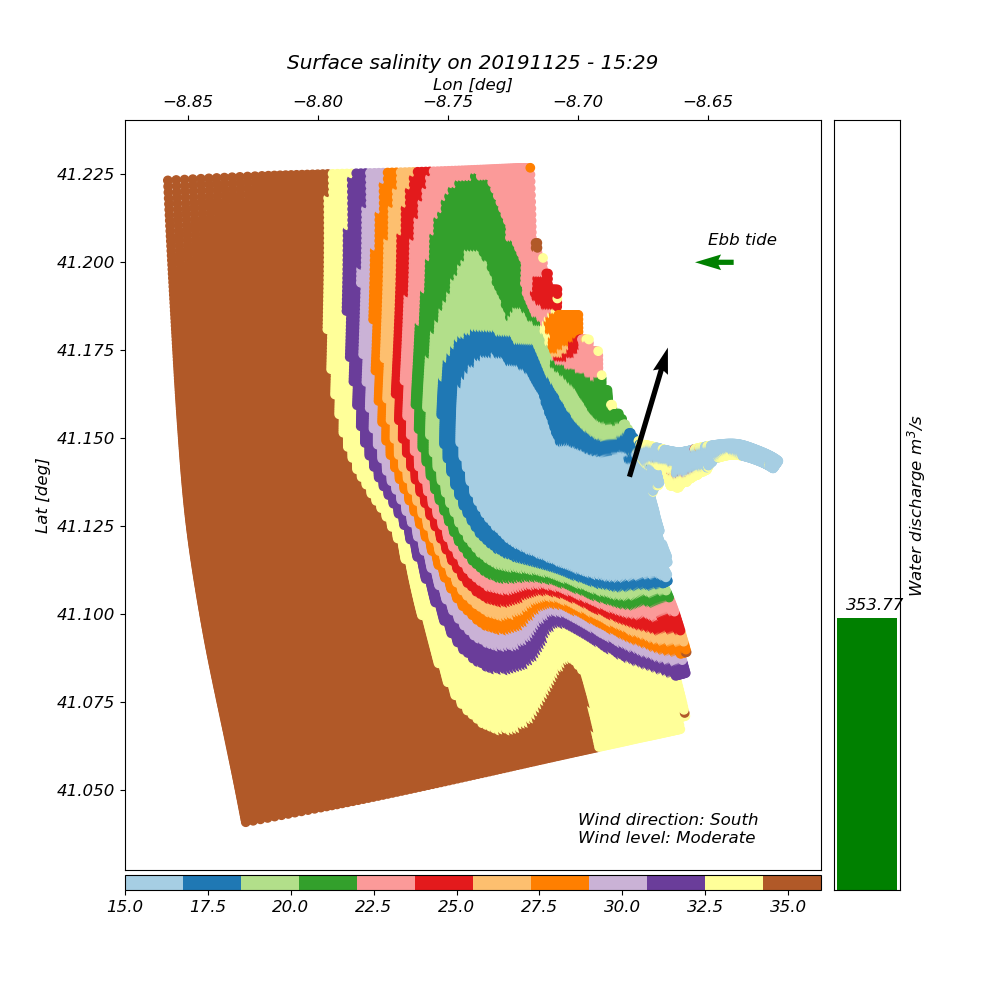 Surface salinity on 20191125 - 15:29
Lon [deg]
−8.85 −8.80 −8.75 −8.70 −8.65
41.225
41.200
41.175
41.150
41.125
41.100
41.075
41.050
Lat [deg]
Ebb tide
Wind direction: South
Wind level: Moderate
353.77
Water discharge m³/s
15.0 17.5 20.0 22.5 25.0 27.5 30.0 32.5 35.0